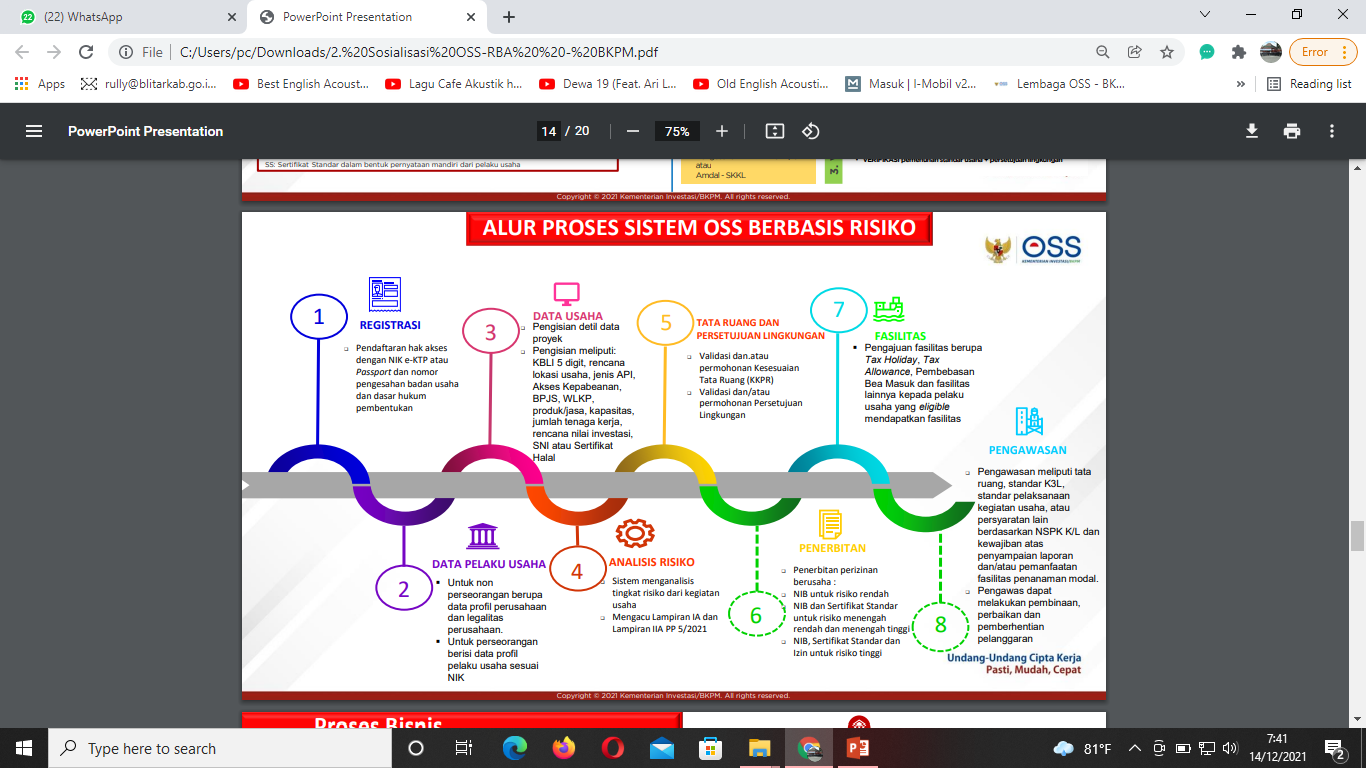 (22) WhatsApp
PowerPoint Presentation
File
C:/Users/pc/Downloads/2.%20Sosialisasi%20OSS-RBA%20%20-%20BKPM.pdf
Error
Apps
rully@blitarkab.go.i...
Best English Acoust...
Lagu Cafe Akustik h...
Dewa 19 (Feat. Ari L...
Old English Acousti...
Masuk | I-Mobil v2...
Lembaga OSS - BK...
»
Reading list
PowerPoint Presentation
14 / 20
75%
SS: Sertifikat Standar dalam bentuk pernyataan mandiri dari pelaku usaha
atau
Amdal - SKKL
3.
Copyright © 2021 Kementerian Investasi/BKPM. All rights reserved.
ALUR PROSES SISTEM OSS BERBASIS RISIKO
OSS
KEMENTERIAN INVESTASI/BKPM
1
REGISTRASI
Pendaftaran hak akses
dengan NIK e-KTP atau
Passport dan nomor
pengesahan badan usaha
dan dasar hukum
pembentukan
2
DATA PELAKU USAHA
Untuk non
perseorangan berupa
data profil perusahaan
dan legalitas
perusahaan.
Untuk perseorangan
berisi data profil
pelaku usaha sesuai
NIK
3
DATA USAHA
Pengisian detil data
proyek
Pengisian meliputi:
KBLI 5 digit, rencana
lokasi usaha, jenis API,
Akses Kepabeanan,
BPJS, WLKP,
produk/jasa, kapasitas,
jumlah tenaga kerja,
rencana nilai investasi,
SNI atau Sertifikat
Halal
4
ANALISIS RISIKO
Sistem menganalisis
tingkat risiko dari kegiatan
usaha
Mengacu Lampiran IA dan
Lampiran IIA PP 5/2021
5
TATA RUANG DAN
PERSETUJUAN LINGKUNGAN
Validasi dan.atau
permohonan Kesesuaian
Tata Ruang (KKPR)
Validasi dan/atau
permohonan Persetujuan
Lingkungan
6
PENERBITAN
Penerbitan perizinan
berusaha :
NIB untuk risiko rendah
NIB dan Sertifikat Standar
untuk risiko menengah
rendah dan menengah tinggi
NIB, Sertifikat Standar dan
Izin untuk risiko tinggi
7
FASILITAS
Pengajuan fasilitas berupa
Tax Holiday, Tax
Allowance, Pembebasan
Bea Masuk dan fasilitas
lainnya kepada pelaku
usaha yang eligible
mendapatkan fasilitas
8
PENGAWASAN
Pengawasan meliputi tata
ruang, standar K3L,
standar pelaksanaan
kegiatan usaha, atau
persyaratan lain
berdasarkan NSPK K/L dan
kewajiban atas
penyampaian laporan
dan/atau pemanfaatan
fasilitas penanaman modal.
Pengawas dapat
melakukan pembinaan,
perbaikan dan
pemberhentian
pelanggaran
Undang-Undang Cipta Kerja
Pasti, Mudah, Cepat
Copyright © 2021 Kementerian Investasi/BKPM. All rights reserved.
Proses Bisnis
Type here to search
81°F
7:41
14/12/2021
2